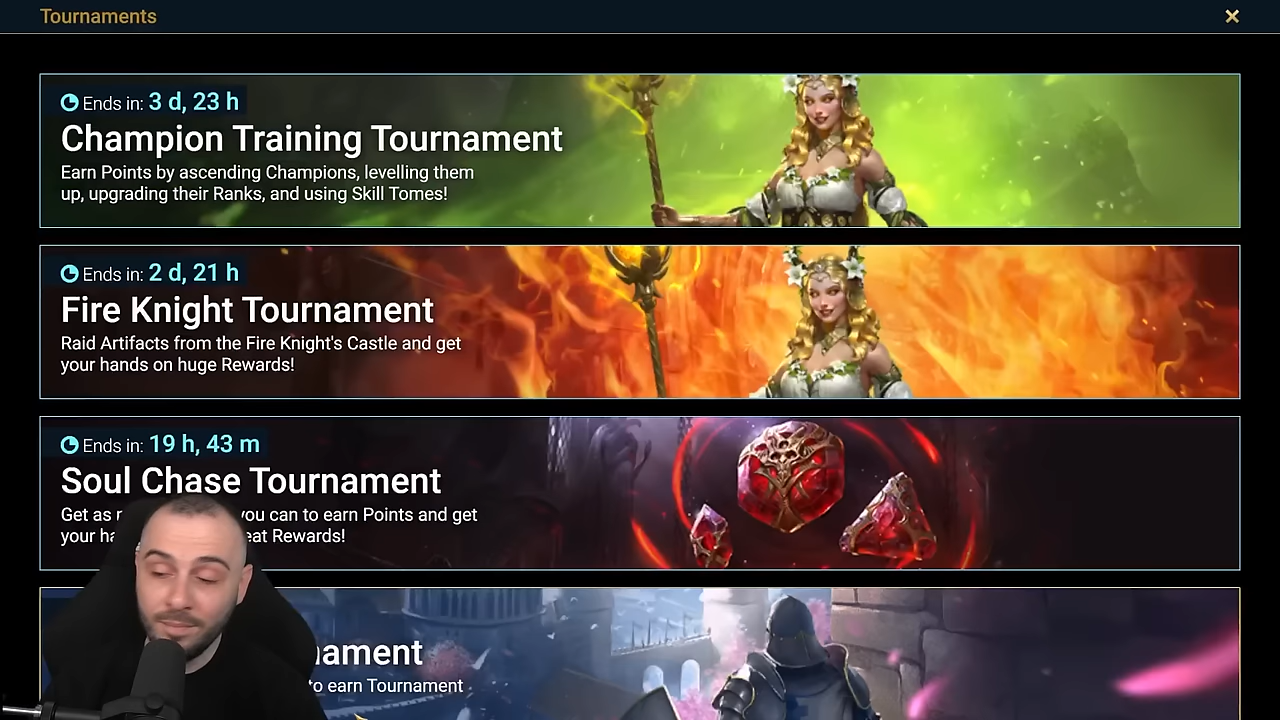 Tournaments
Ends in: 3 d, 23 h
Champion Training Tournament
Earn Points by ascending Champions, levelling them
up, upgrading their Ranks, and using Skill Tomes!
Ends in: 2 d, 21 h
Fire Knight Tournament
Raid Artifacts from the Fire Knight's Castle and get
your hands on huge Rewards!
Ends in: 19 h, 43 m
Soul Chase Tournament
Get as you can to earn Points and get
your Rewards!
to earn Tournament